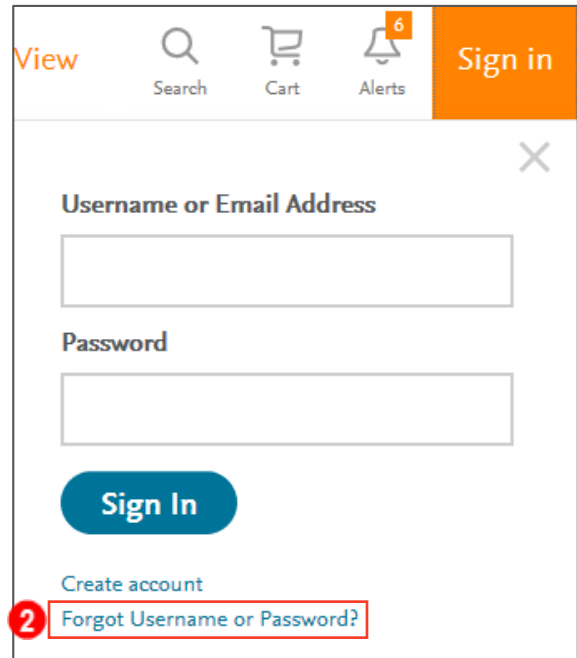 View
Search
Cart
6
Alerts
Sign in
Username or Email Address
Password
Sign In
Create account
2
Forgot Username or Password?